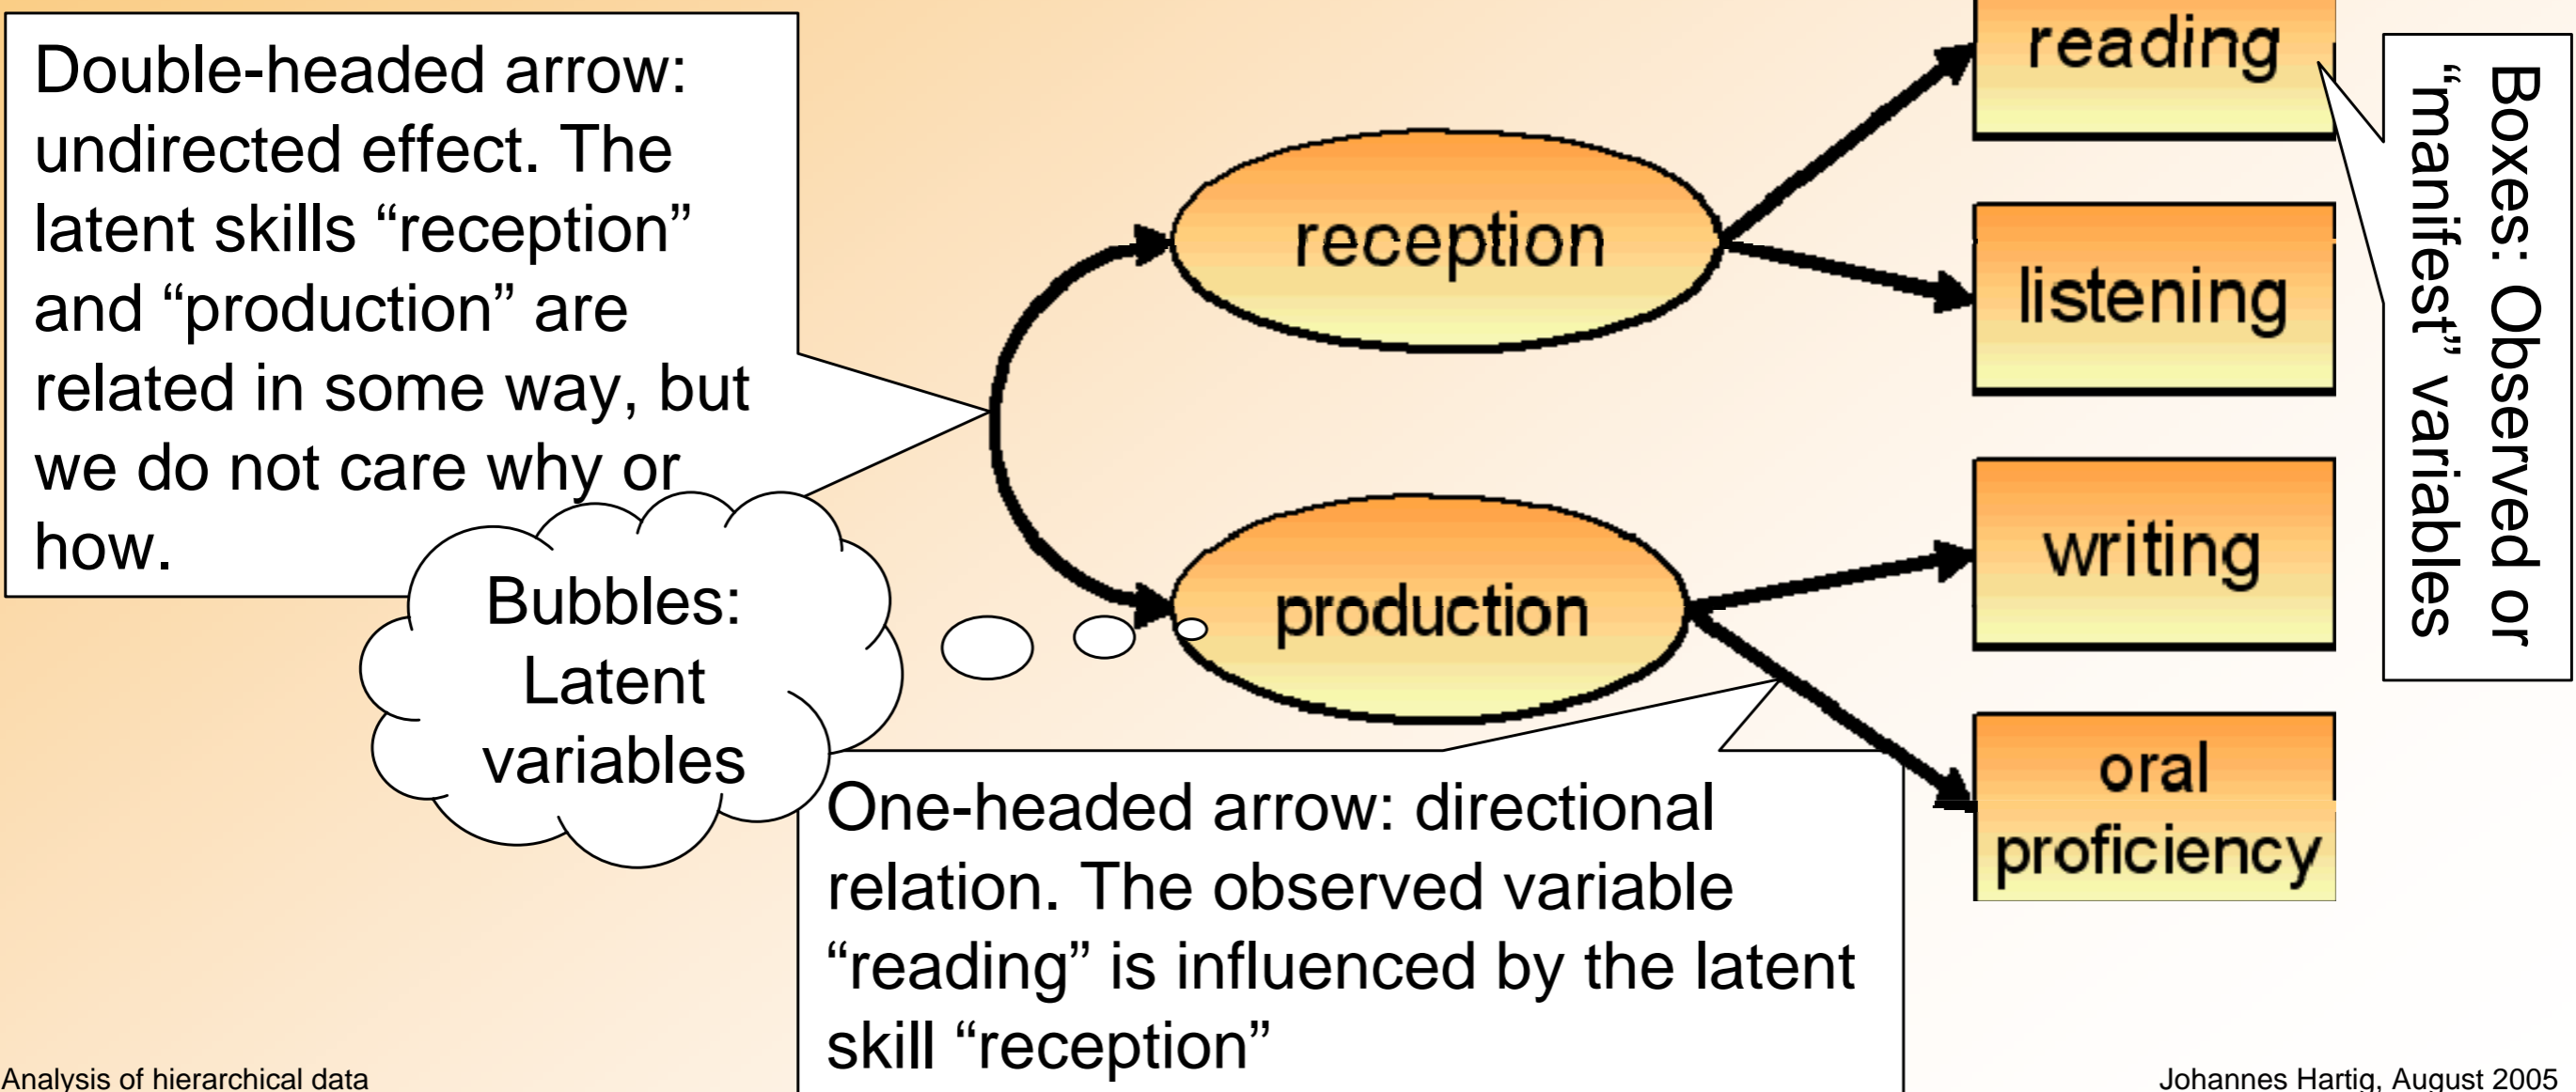 Double-headed arrow:
undirected effect. The
latent skills “reception”
and “production” are
related in some way, but
we do not care why or
how.
Bubbles:
Latent
variables
reception
production
reading
listening
writing
oral
proficiency
Boxes: Observed or
“manifest” variables
One-headed arrow: directional
relation. The observed variable
“reading” is influenced by the latent
skill “reception”
Analysis of hierarchical data
Johannes Hartig, August 2005